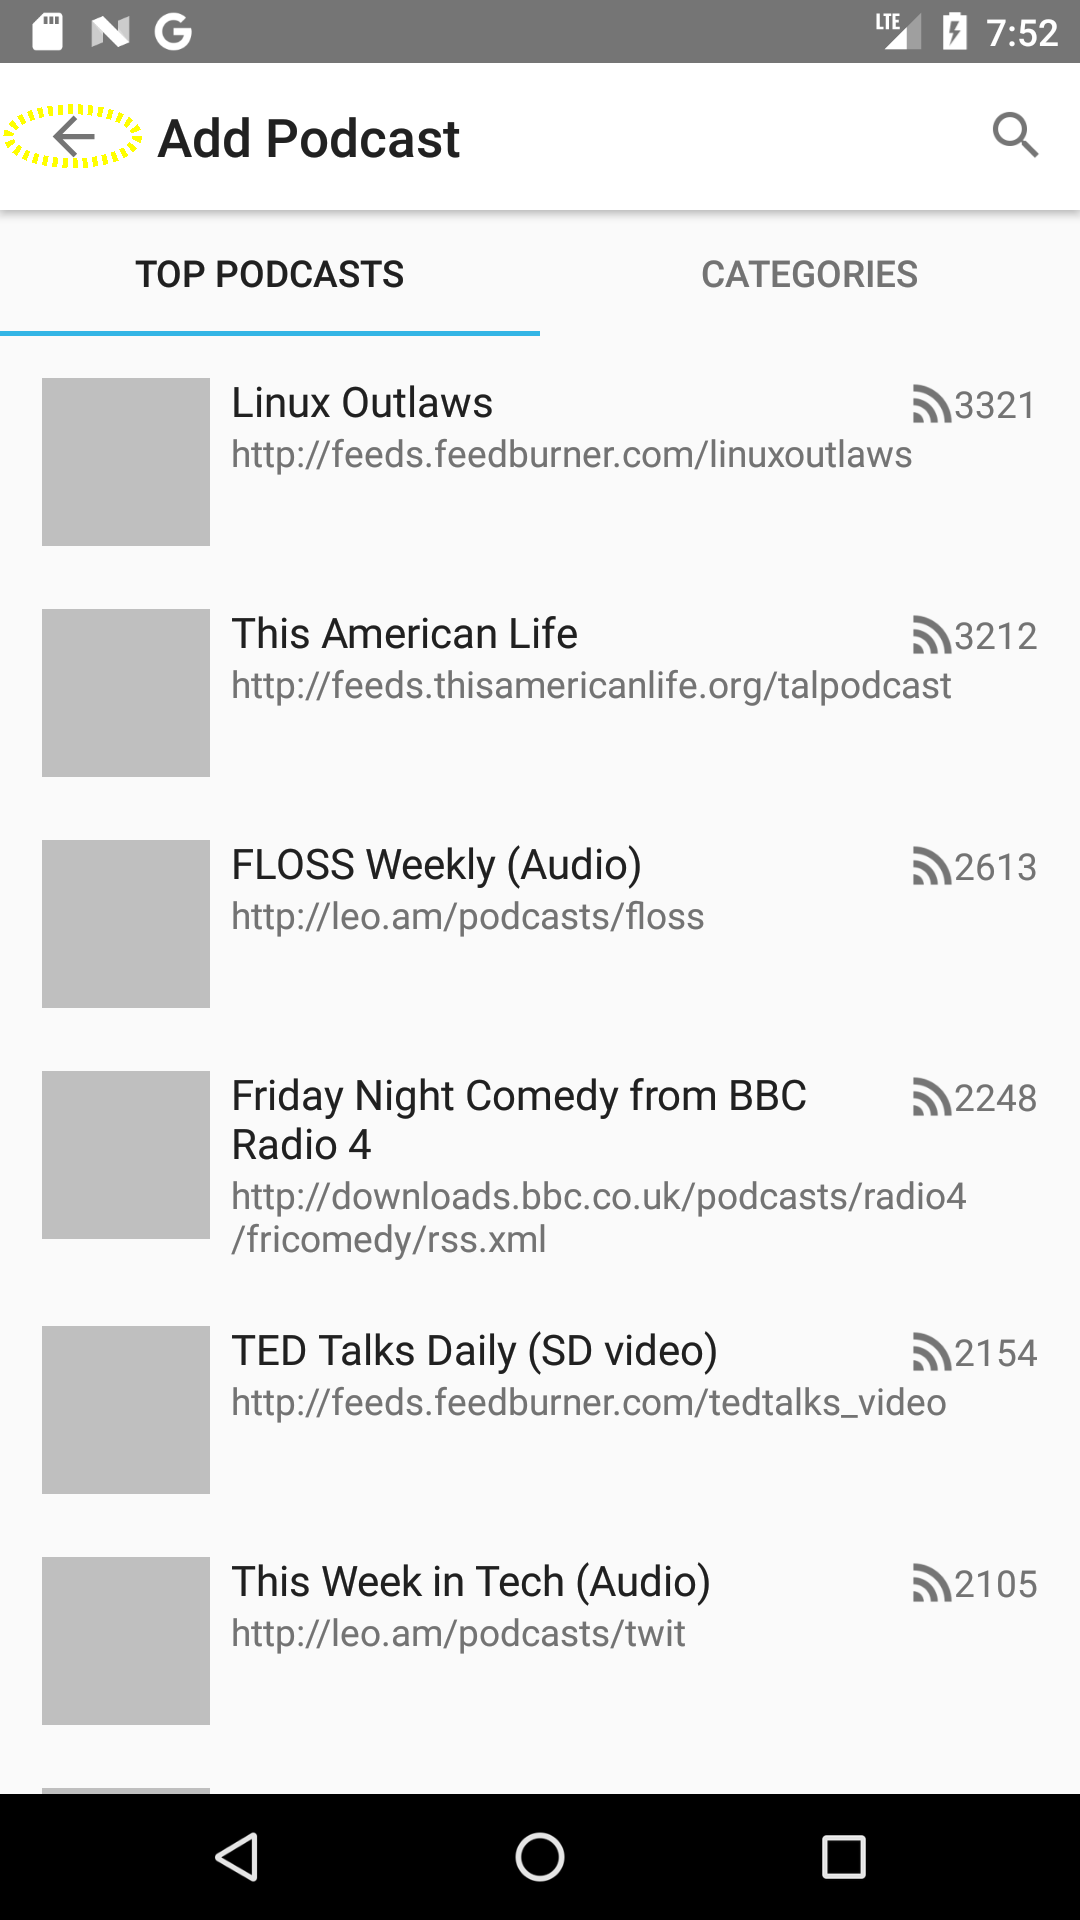 LTE 7:52
Add Podcast
TOP PODCASTS CATEGORIES
Linux Outlaws 3321
http://feeds.feedburner.com/linuxoutlaws
This American Life 3212
http://feeds.thisamericanlife.org/talpodcast
FLOSS Weekly (Audio) 2613
http://leo.am/podcasts/floss
Friday Night Comedy from BBC 2248
Radio 4
http://downloads.bbc.co.uk/podcasts/radio4
/fricomedy/rss.xml
TED Talks Daily (SD video) 2154
http://feeds.feedburner.com/tedtalks_video
This Week in Tech (Audio) 2105
http://leo.am/podcasts/twit